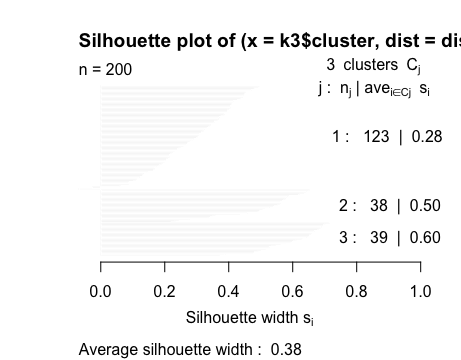 Silhouette plot of (x = k3$cluster, dist = dis
n = 200
3 clusters Cj
j : nj | avei∈Cj si
1 : 123 | 0.28
2 : 38 | 0.50
3 : 39 | 0.60
0.0 0.2 0.4 0.6 0.8 1.0
Silhouette width si
Average silhouette width : 0.38